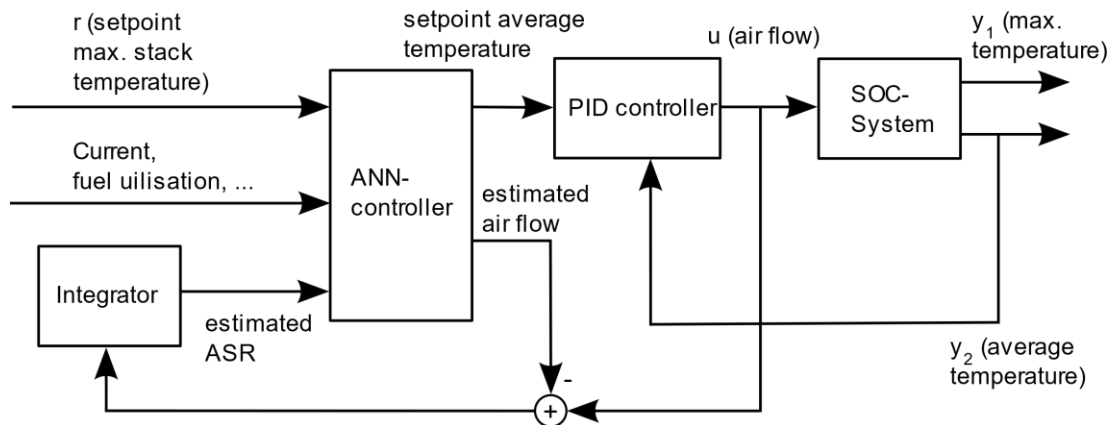 r (setpoint
max. stack
temperature)
setpoint average
temperature
u (air flow)
y1 (max.
temperature)
PID controller
SOC-
System
Current,
fuel uilisation, ...
ANN-
controller
estimated
air flow
Integrator
estimated
ASR
y2 (average
temperature)
-
+